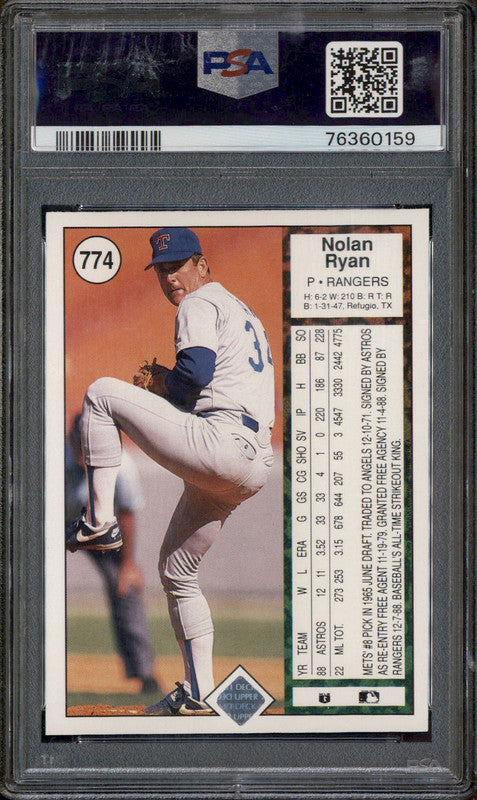 PSA
76360159
774
Nolan
Ryan
P • RANGERS
H: 6-2 W: 210 B: R T: R
B: 1-31-47, Refugio, TX
YR TEAM W L ERA G GS CG SHO SV IP H BB SO
88 ASTROS 12 11 3.52 33 33 4 1 0 220 186 87 228
22 ML TOT. 273 253 3.15 678 644 207 55 3 4547 3330 2442 4775
METS' #8 PICK IN 1965 JUNE DRAFT. TRADED TO ANGELS 12-10-71. SIGNED BY ASTROS
AS RE-ENTRY FREE AGENT 11-19-79. GRANTED FREE AGENCY 11-4-88. SIGNED BY
RANGERS 12-7-88. BASEBALL'S ALL-TIME STRIKEOUT KING.
T
3
UPPER
DECK
UPPER
PSA